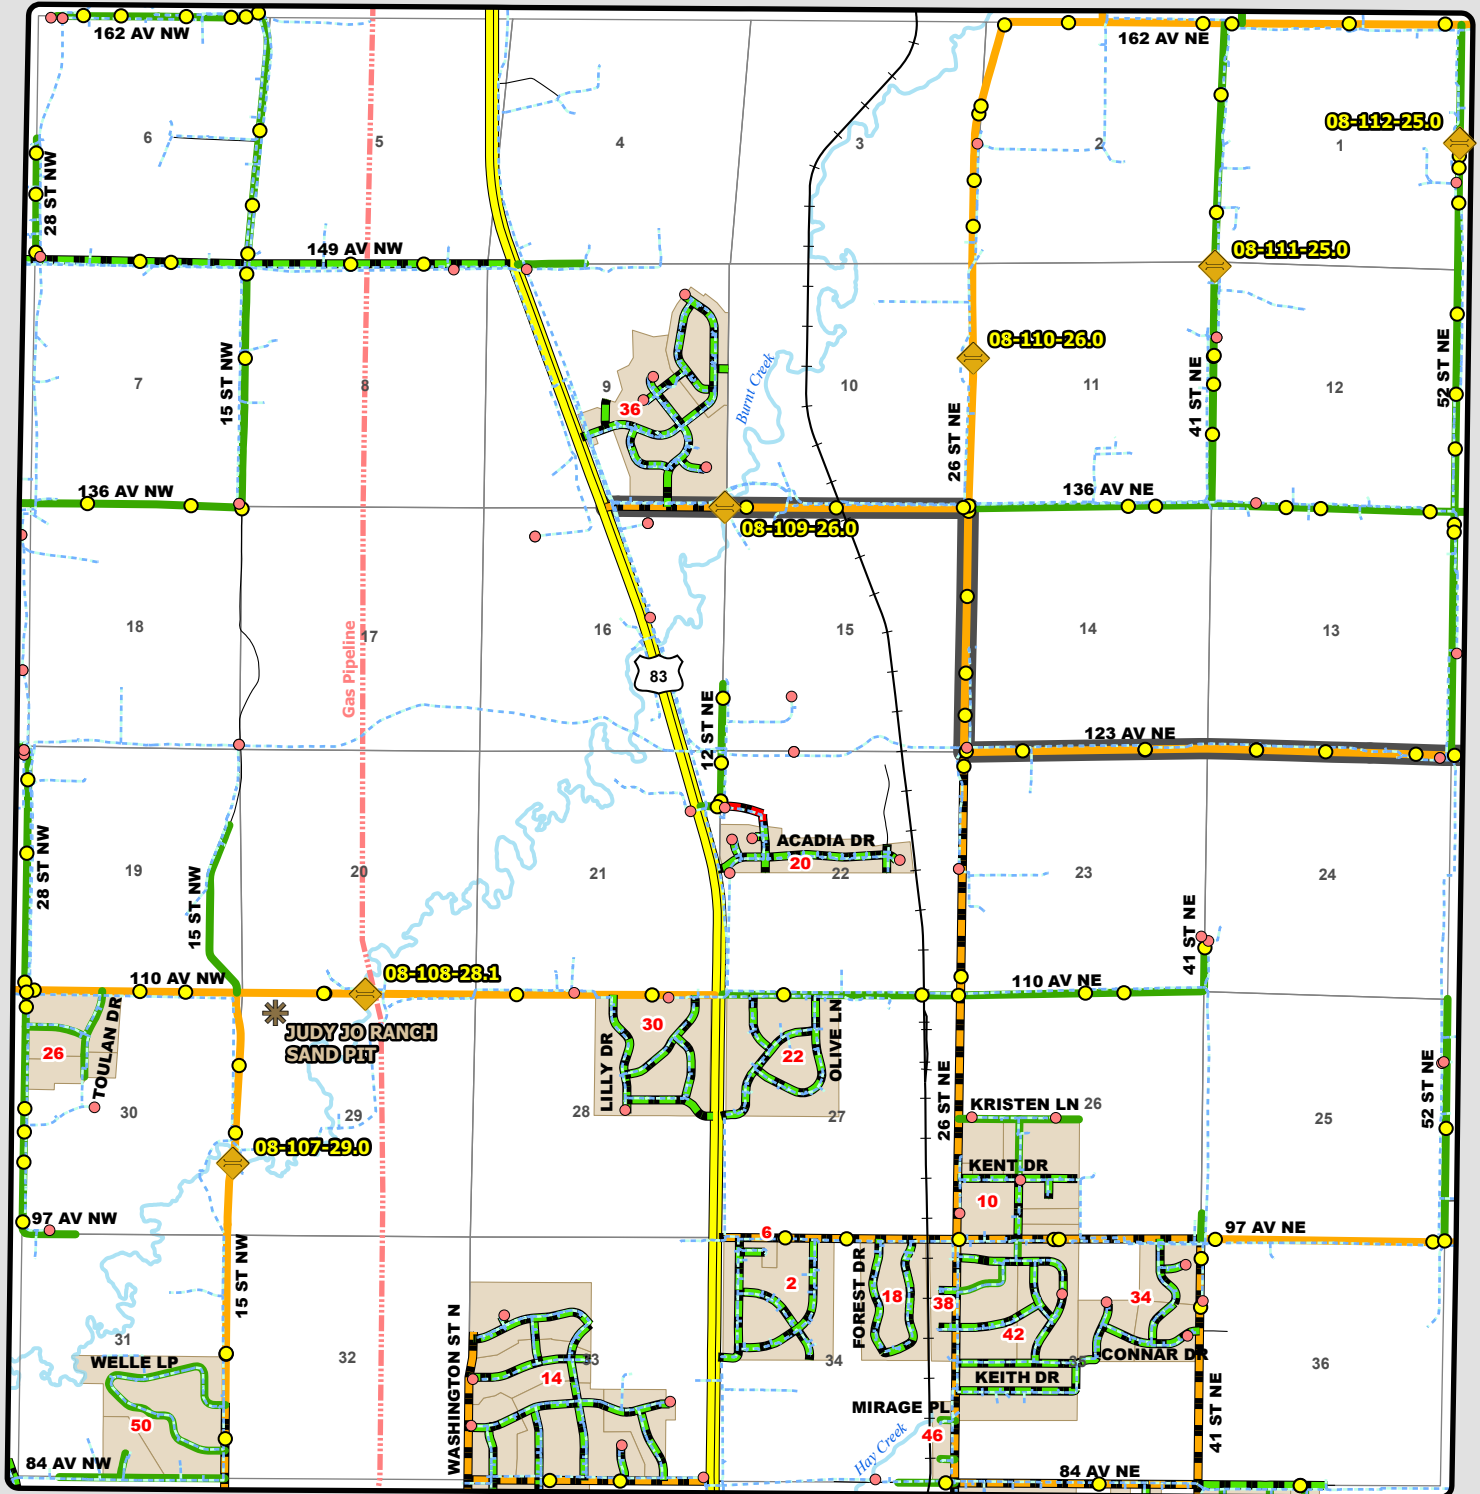 162 AV NW
162 AV NE
08-112-25.0
6
5
4
3
2
1
28 ST NW
149 AV NW
08-111-25.0
08-110-26.0
15 ST NW
7
8
9
36
Burnt Creek
10
11
41 ST NE
12
52 ST NE
26 ST NE
136 AV NW
136 AV NE
08-109-26.0
18
17
16
15
14
13
Gas Pipeline
83
12 ST NE
123 AV NE
28 ST NW
19
15 ST NW
20
21
ACADIA DR
20
22
23
24
41 ST NE
110 AV NW
08-108-28.1
110 AV NE
JUDY JO RANCH
SAND PIT
TOULAN DR
26
30
LILLY DR
30
22
OLIVE LN
26 ST NE
52 ST NE
30
29
28
27
KRISTEN LN
26
25
08-107-29.0
KENT DR
10
97 AV NW
6
97 AV NE
15 ST NW
2
FOREST DR
18
38
42
34
31
32
33
34
35
36
WELLE LP
WASHINGTON ST N
14
CONNAR DR
KEITH DR
50
MIRAGE PL
46
Hay Creek
41 ST NE
84 AV NW
84 AV NE